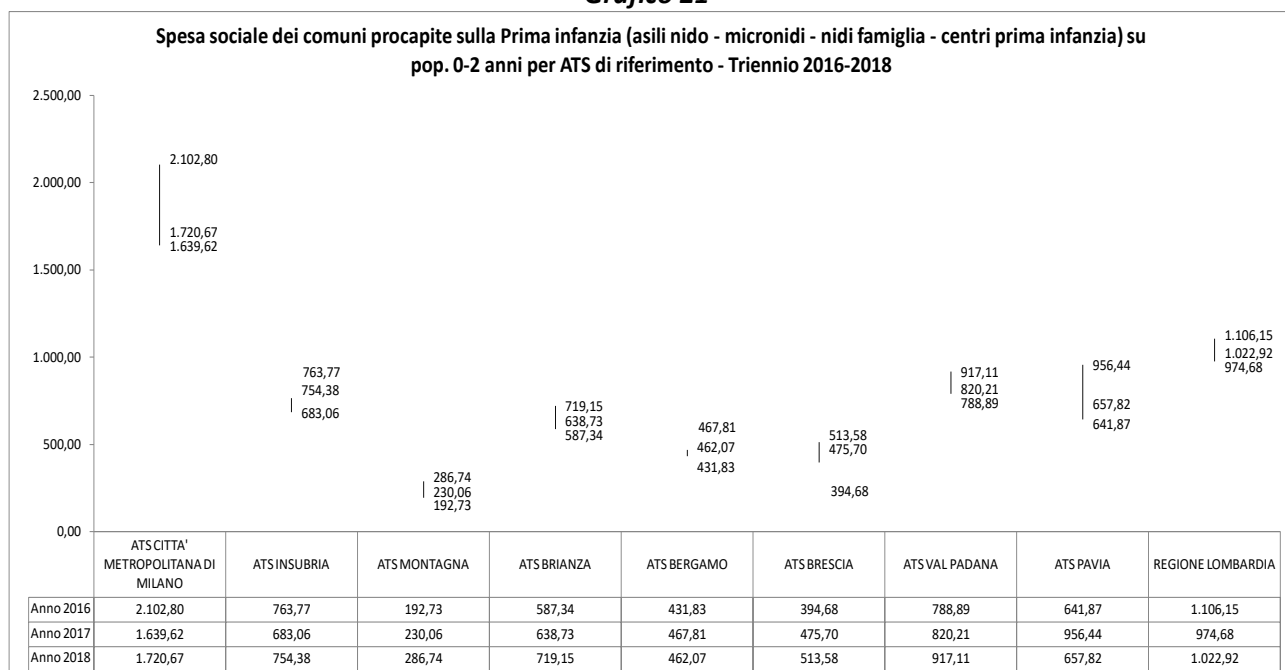 Spesa sociale dei comuni procapite sulla Prima infanzia (asili nido - micronidi - nidi famiglia - centri prima infanzia) su
pop. 0-2 anni per ATS di riferimento - Triennio 2016-2018
2.500,00
2.000,00
1.500,00
1.000,00
500,00
0,00
2.102,80
1.720,67
1.639,62
763,77
754,38
683,06
286,74
230,06
192,73
719,15
638,73
587,34
467,81
462,07
431,83
513,58
475,70
394,68
917,11
820,21
788,89
956,44
657,82
641,87
1.106,15
1.022,92
974,68
ATS CITTA'
METROPOLITANA DI
MILANO
ATS INSUBRIA
ATS MONTAGNA
ATS BRIANZA
ATS BERGAMO
ATS BRESCIA
ATS VAL PADANA
ATS PAVIA
REGIONE LOMBARDIA
Anno 2016 2.102,80 763,77 192,73 587,34 431,83 394,68 788,89 641,87 1.106,15
Anno 2017 1.639,62 683,06 230,06 638,73 467,81 475,70 820,21 956,44 974,68
Anno 2018 1.720,67 754,38 286,74 719,15 462,07 513,58 917,11 657,82 1.022,92